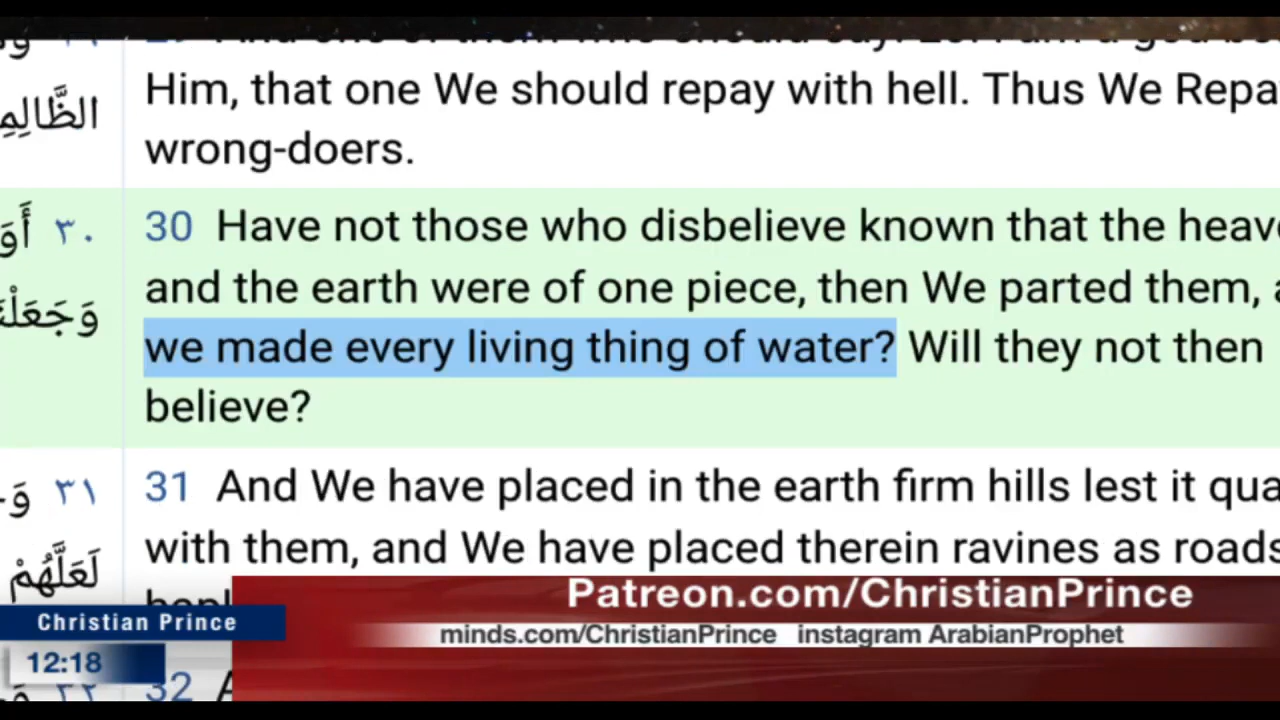 Him, that one We should repay with hell. Thus We Repa
wrong-doers.
30 Have not those who disbelieve known that the heav
and the earth were of one piece, then We parted them,
we made every living thing of water? Will they not then
believe?
٣٠ أَوَ
وَجَعَلْنَ
31 And We have placed in the earth firm hills lest it qua
with them, and We have placed therein ravines as roads
٣١ وَ
لَعَلَّهُمْ
32 A
Patreon.com/ChristianPrince
minds.com/ChristianPrince instagram ArabianProphet
Christian Prince
12:18